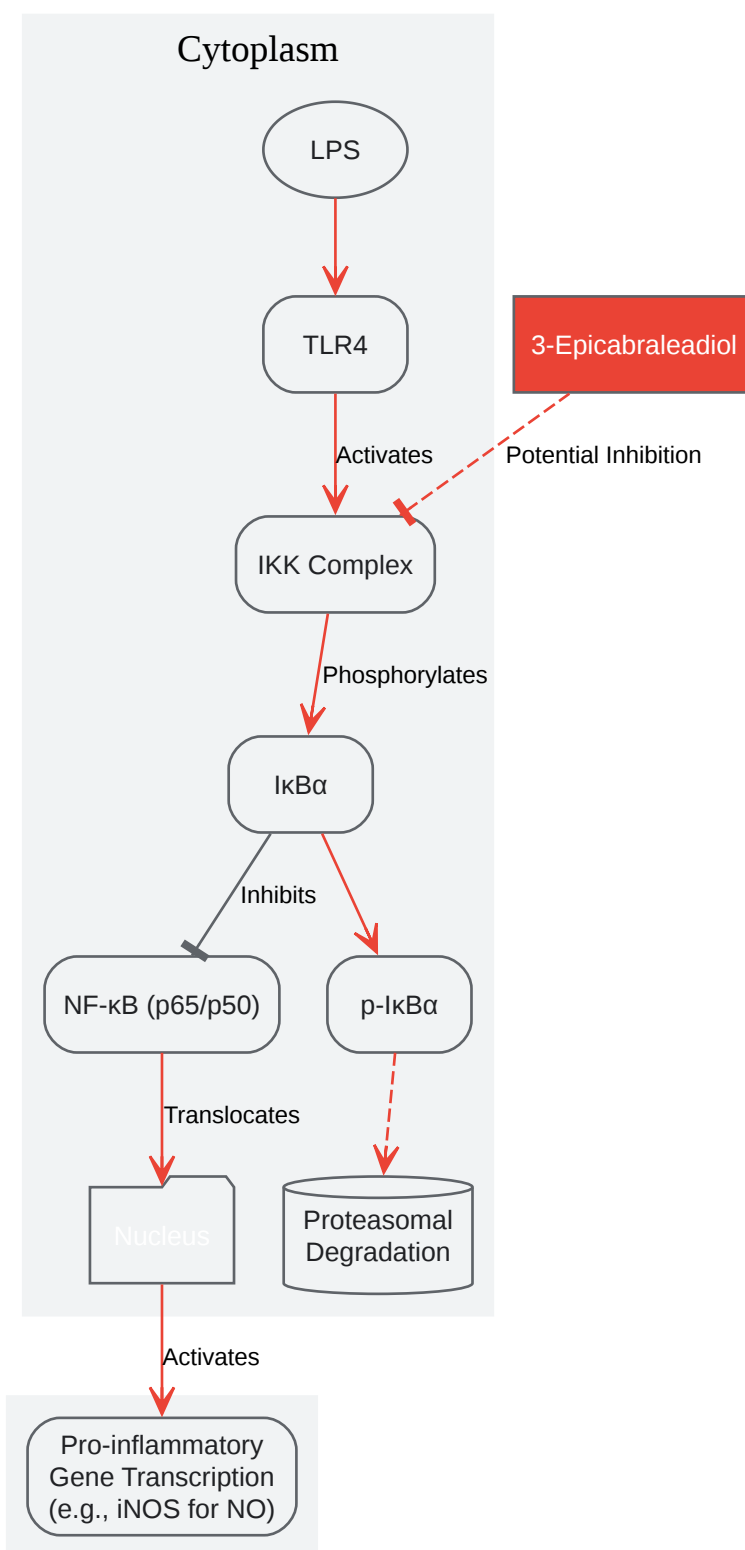 Cytoplasm
LPS
TLR4
3-Epicabraleadiol
Activates
Potential Inhibition
IKK Complex
Phosphorylates
IκBα
Inhibits
NF-κB (p65/p50)
p-IκBα
Translocates
Nucleus
Proteasomal
Degradation
Activates
Pro-inflammatory
Gene Transcription
(e.g., iNOS for NO)